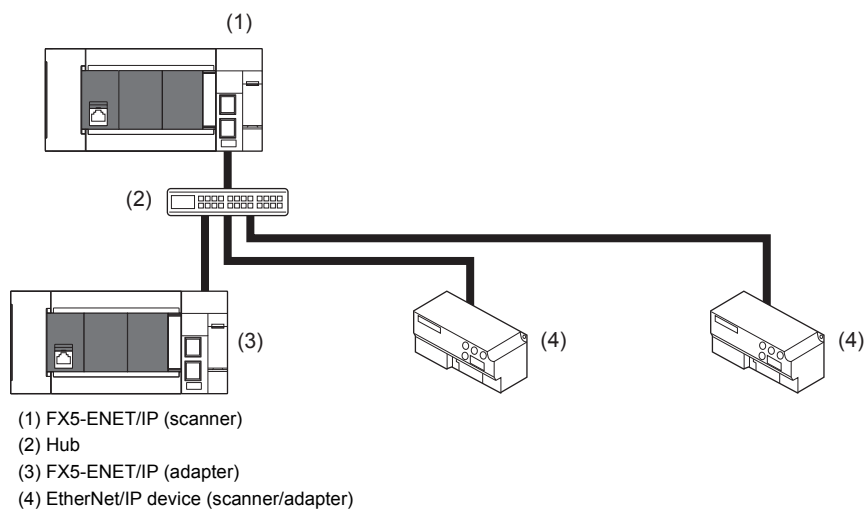 (1)
(2)
(3)
(4)
(4)
(1) FX5-ENET/IP (scanner)
(2) Hub
(3) FX5-ENET/IP (adapter)
(4) EtherNet/IP device (scanner/adapter)